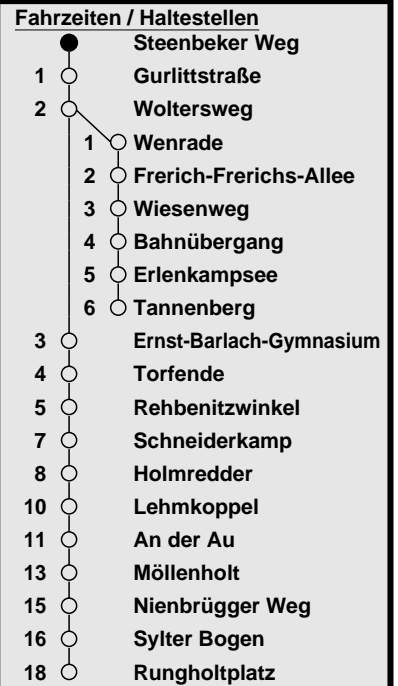 Fahrzeiten / Haltestellen
Steenbeker Weg
1 Gurlittstraße
2 Woltersweg
1 Wenrade
2 Frerich-Frerichs-Allee
3 Wiesenweg
4 Bahnübergang
5 Erlenkampsee
6 Tannenberg
3 Ernst-Barlach-Gymnasium
4 Torfende
5 Rehbenitzwinkel
7 Schneiderkamp
8 Holmredder
10 Lehmkoppel
11 An der Au
13 Möllenholt
15 Nienbrügger Weg
16 Sylter Bogen
18 Rungholtplatz